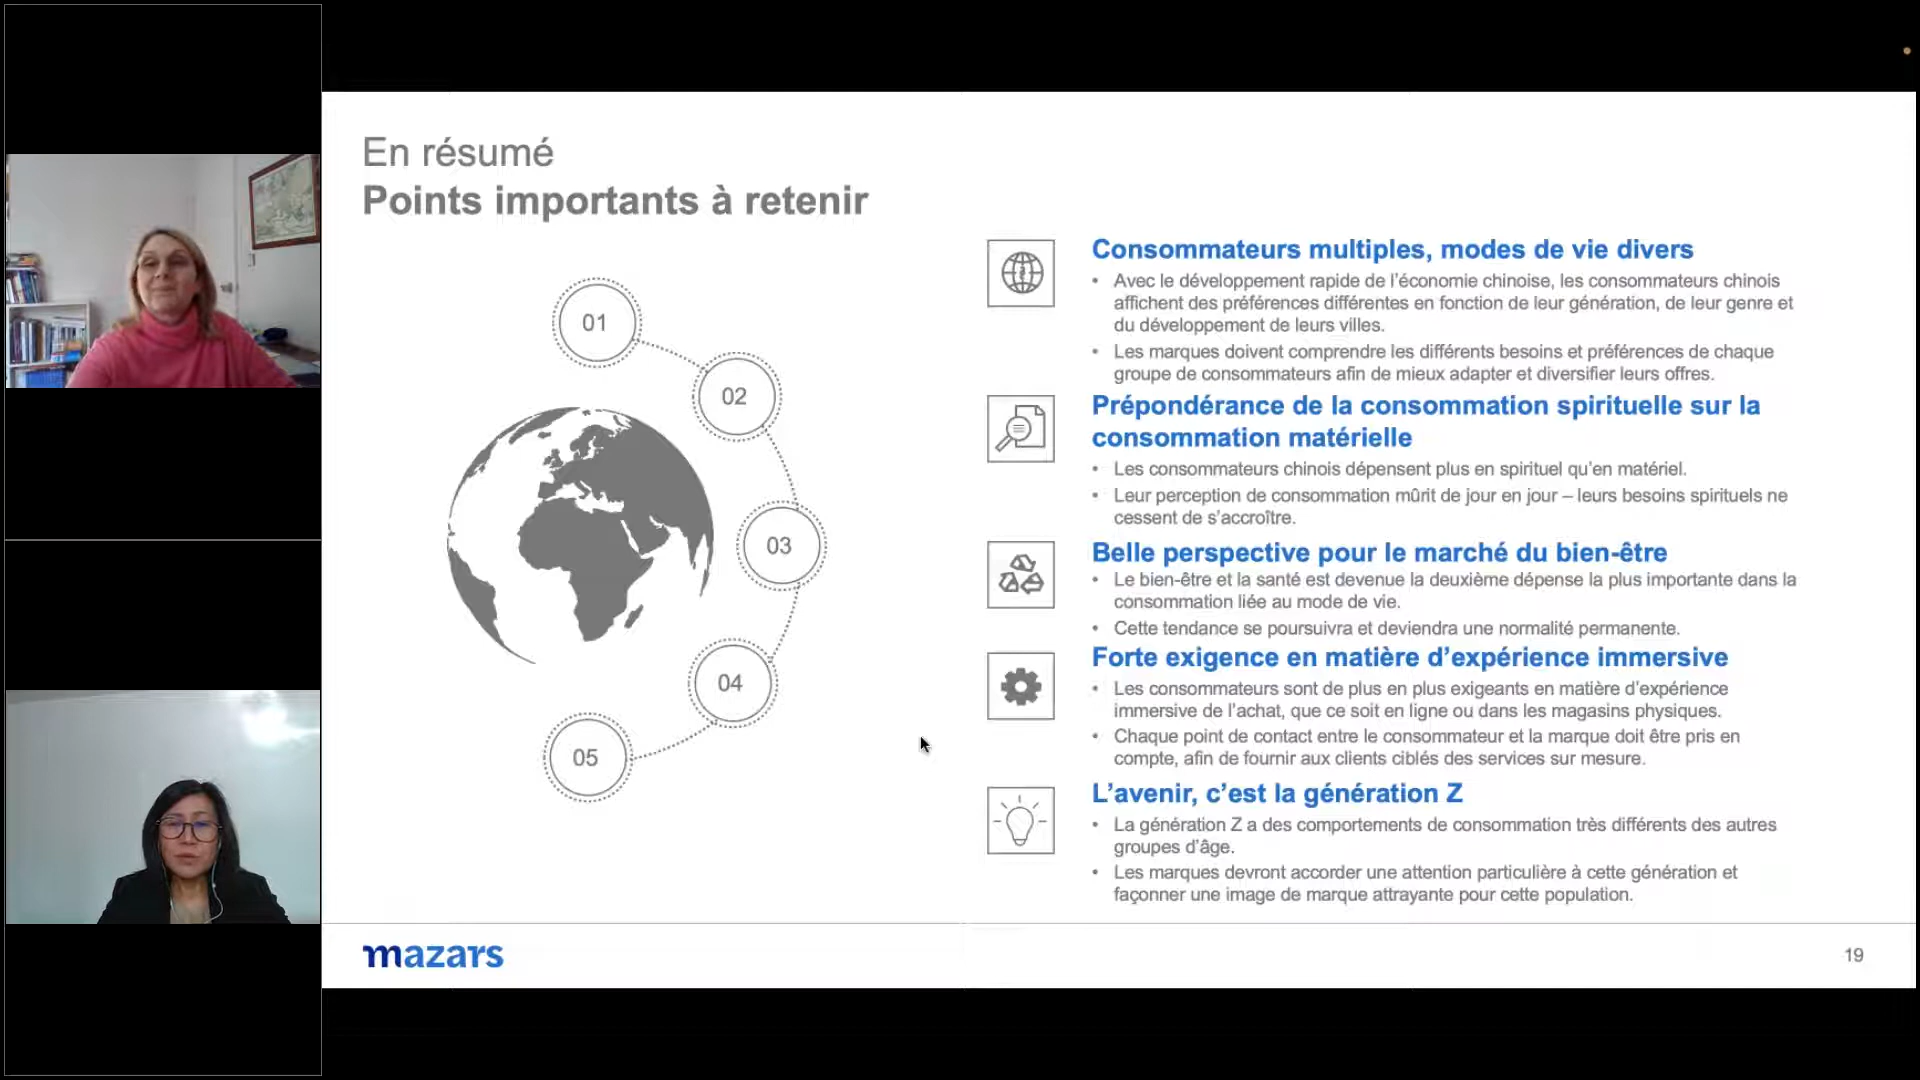 En résumé
Points importants à retenir
01
02
03
04
05
Consommateurs multiples, modes de vie divers
• Avec le développement rapide de l’économie chinoise, les consommateurs chinois
affichent des préférences différentes en fonction de leur génération, de leur genre et
du développement de leurs villes.
• Les marques doivent comprendre les différents besoins et préférences de chaque
groupe de consommateurs afin de mieux adapter et diversifier leurs offres.
Prépondérance de la consommation spirituelle sur la
consommation matérielle
• Les consommateurs chinois dépensent plus en spirituel qu’en matériel.
• Leur perception de consommation mûrit de jour en jour – leurs besoins spirituels ne
cessent de s’accroître.
Belle perspective pour le marché du bien-être
• Le bien-être et la santé est devenue la deuxième dépense la plus importante dans la
consommation liée au mode de vie.
• Cette tendance se poursuivra et deviendra une normalité permanente.
Forte exigence en matière d’expérience immersive
• Les consommateurs sont de plus en plus exigeants en matière d’expérience
immersive de l’achat, que ce soit en ligne ou dans les magasins physiques.
• Chaque point de contact entre le consommateur et la marque doit être pris en
compte, afin de fournir aux clients ciblés des services sur mesure.
L’avenir, c’est la génération Z
• La génération Z a des comportements de consommation très différents des autres
groupes d’âge.
• Les marques devront accorder une attention particulière à cette génération et
façonner une image de marque attrayante pour cette population.
mazars
19